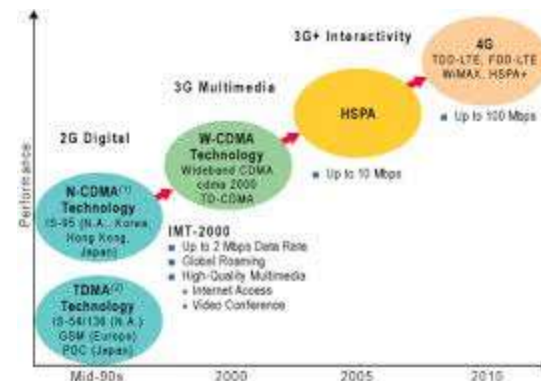 3G+ Interactivity
4G
TDD-LTE, FDD-LTE
WiMAX, HSPA+
Up to 100 Mbps
3G Multimedia
HSPA
Up to 10 Mbps
2G Digital
W-CDMA
Technology
Wideband CDMA
cdma 2000
TD-CDMA
IMT-2000
Up to 2 Mbps Data Rate
Global Roaming
High-Quality Multimedia
Internet Access
Video Conference
N-CDMA(1)
Technology
IS-95 (N.A., Korea,
Hong Kong,
Japan)
TDMA(2)
Technology
IS-54/136 (N.A.)
GSM (Europe)
PDC (Japan)
Performance
Mid-90s 2000 2005 2010